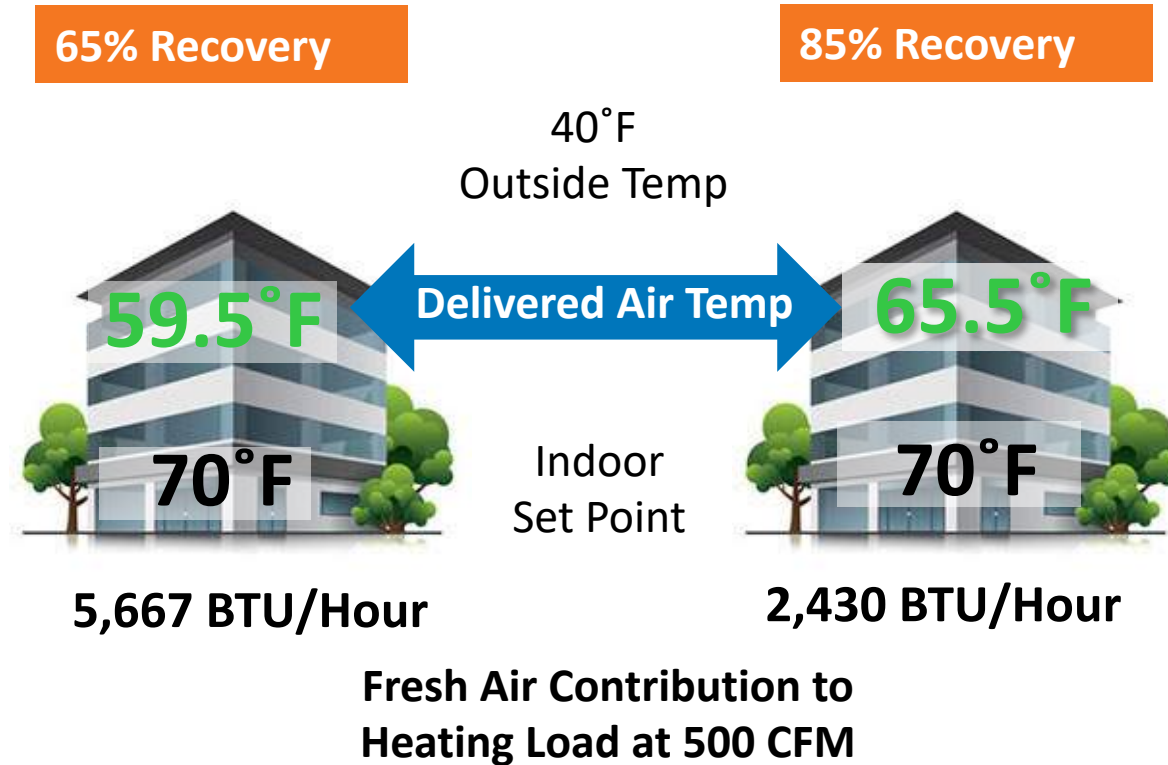 65% Recovery
85% Recovery
40˚F
Outside Temp
59.5˚F
Delivered Air Temp
65.5˚F
70˚F
Indoor
Set Point
70˚F
5,667 BTU/Hour
2,430 BTU/Hour
Fresh Air Contribution to
Heating Load at 500 CFM